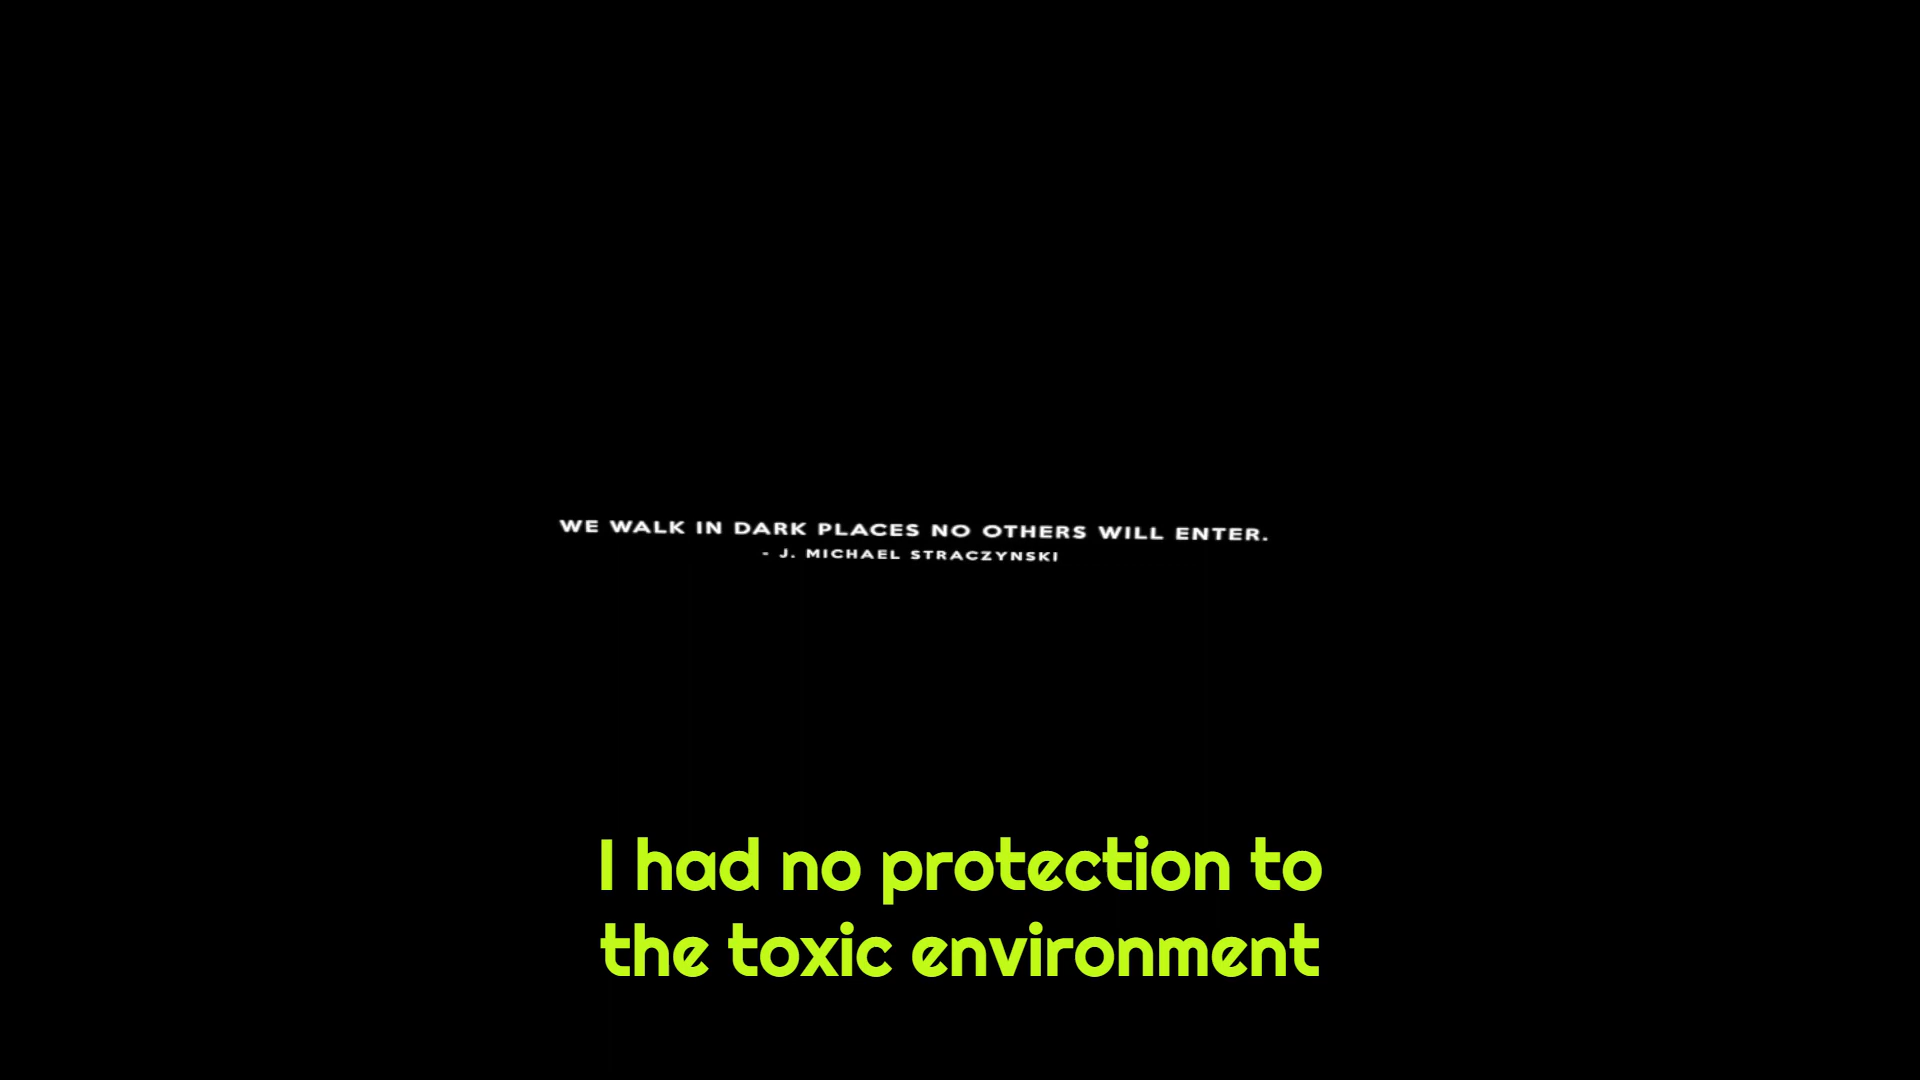 WE WALK IN DARK PLACES NO OTHERS WILL ENTER.
- J. MICHAEL STRACZYNSKI
I had no protection to
the toxic environment